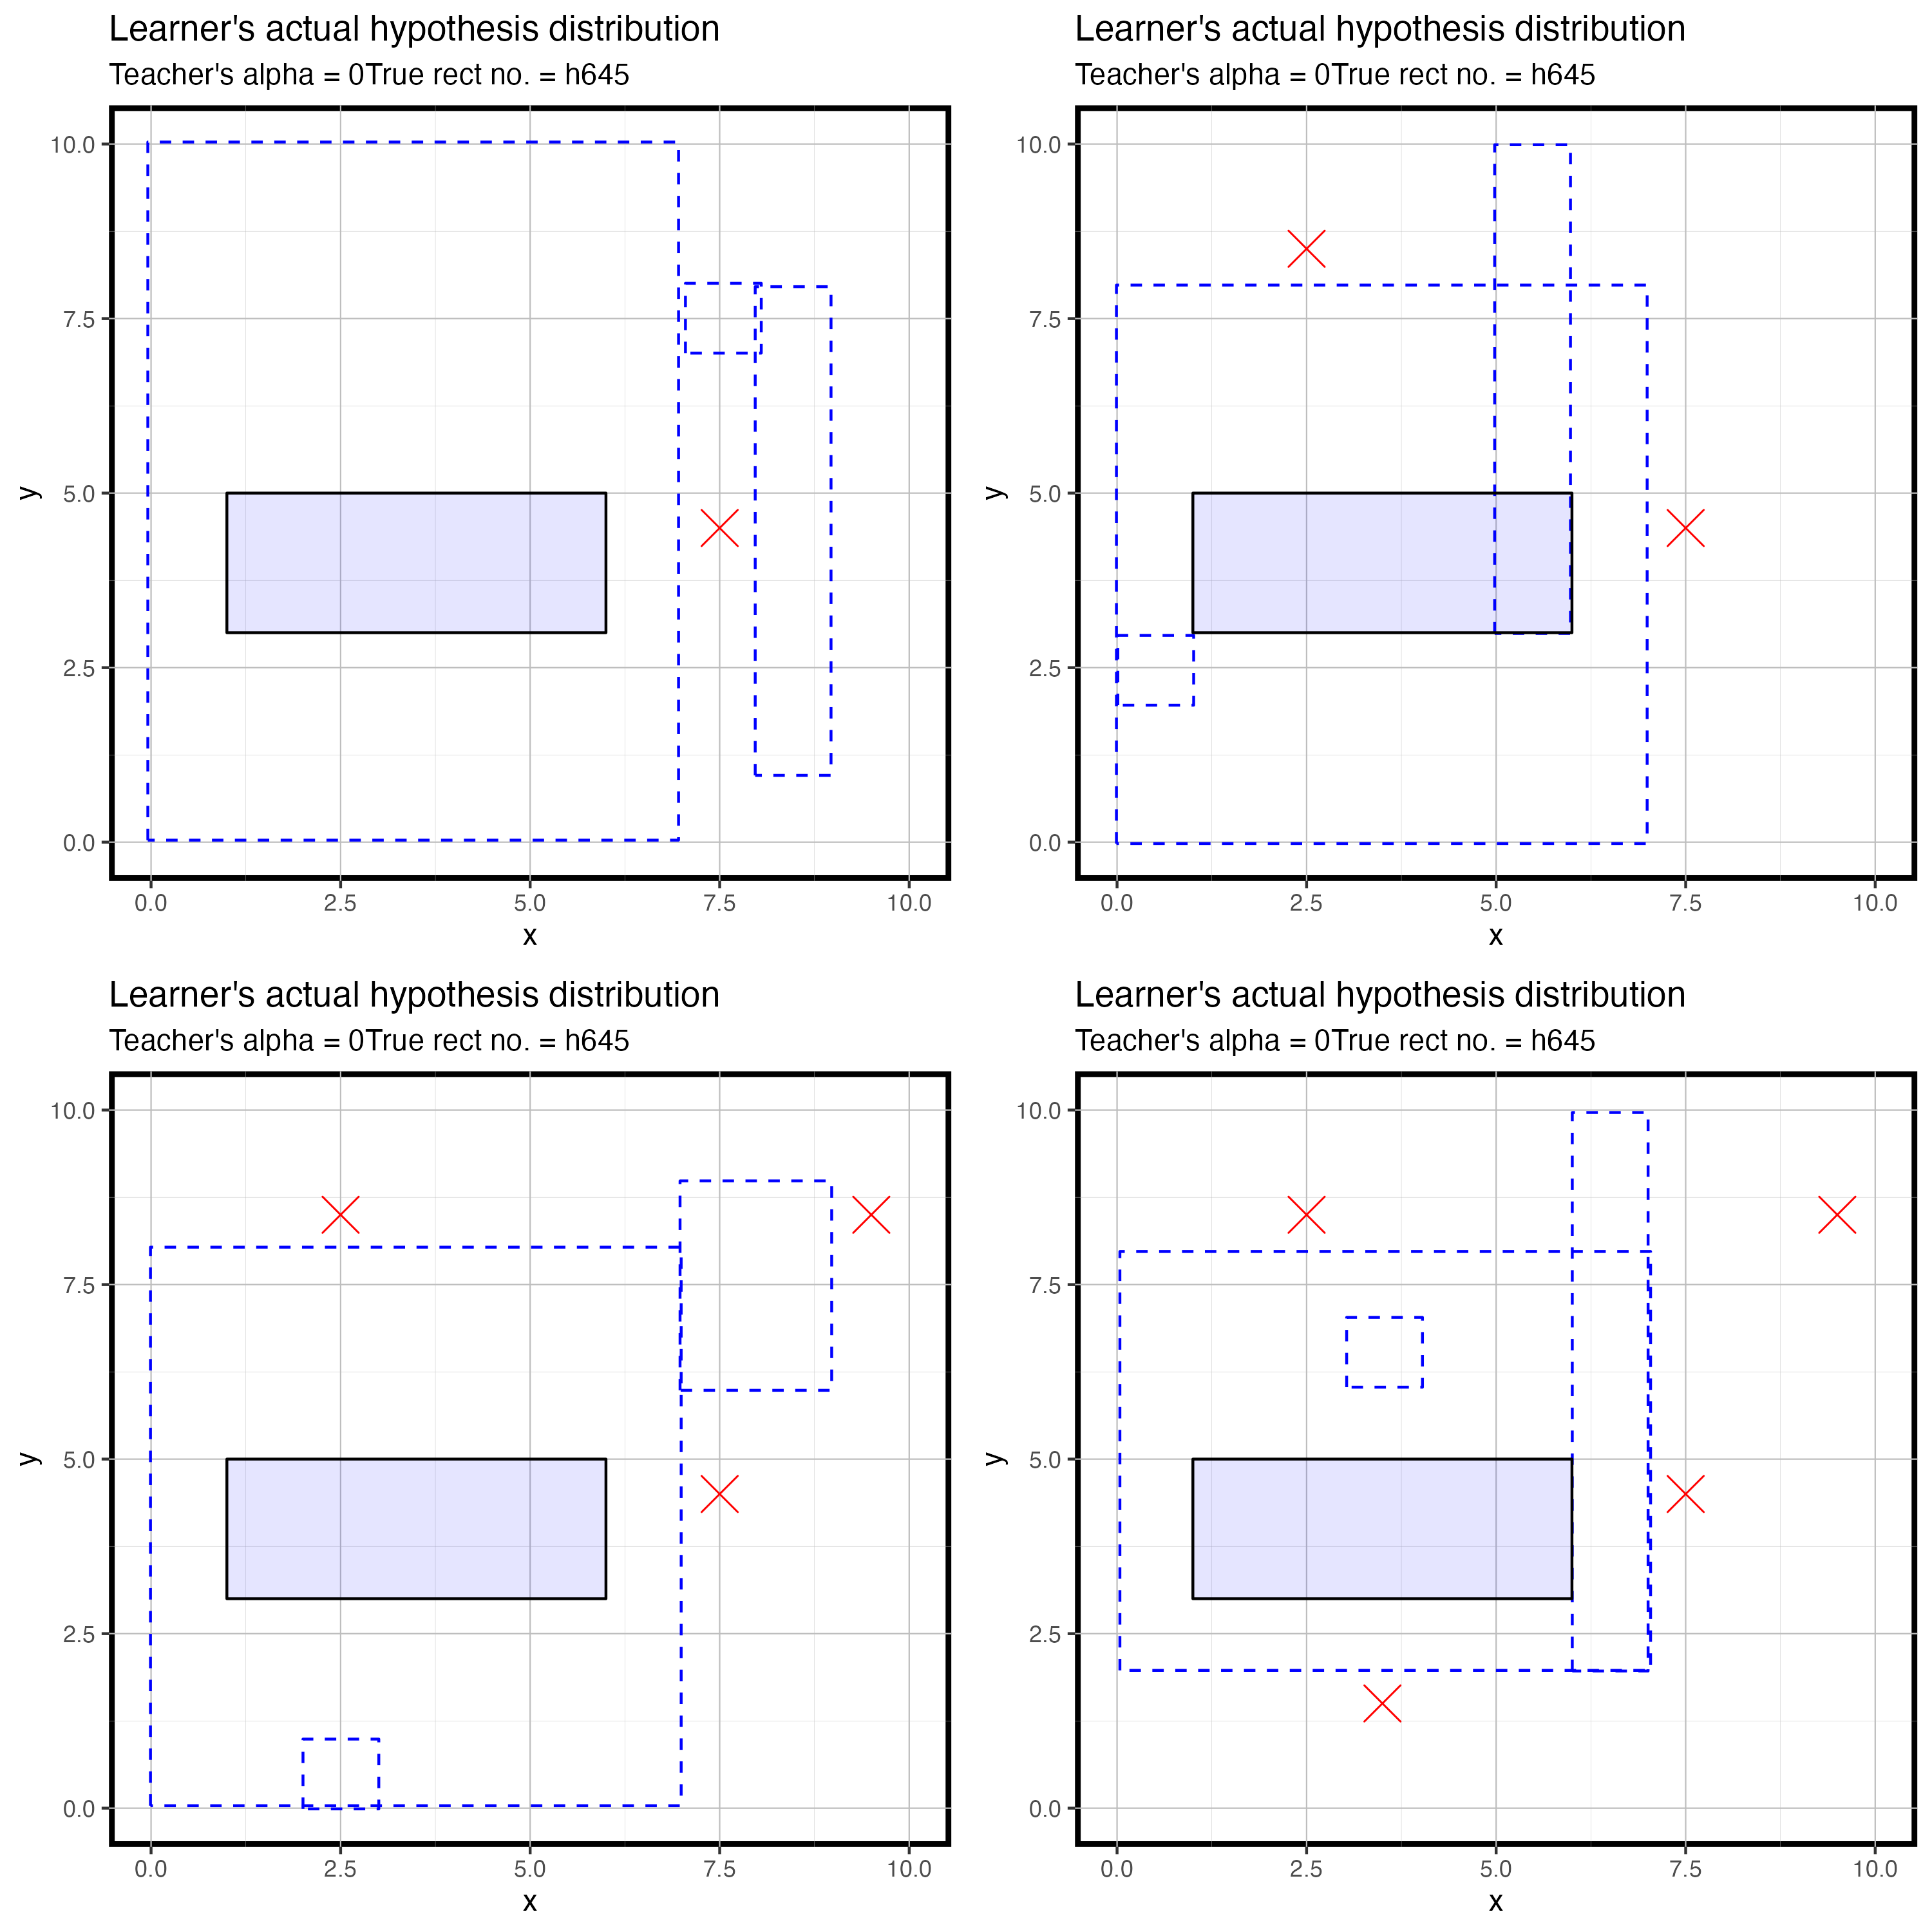 Learner's actual hypothesis distribution
Teacher's alpha = 0True rect no. = h645
10.0
7.5
5.0
2.5
0.0
y
0.0 2.5 5.0 7.5 10.0
x
Learner's actual hypothesis distribution
Teacher's alpha = 0True rect no. = h645
10.0
7.5
5.0
2.5
0.0
y
0.0 2.5 5.0 7.5 10.0
x
Learner's actual hypothesis distribution
Teacher's alpha = 0True rect no. = h645
10.0
7.5
5.0
2.5
0.0
y
0.0 2.5 5.0 7.5 10.0
x
Learner's actual hypothesis distribution
Teacher's alpha = 0True rect no. = h645
10.0
7.5
5.0
2.5
0.0
y
0.0 2.5 5.0 7.5 10.0
x